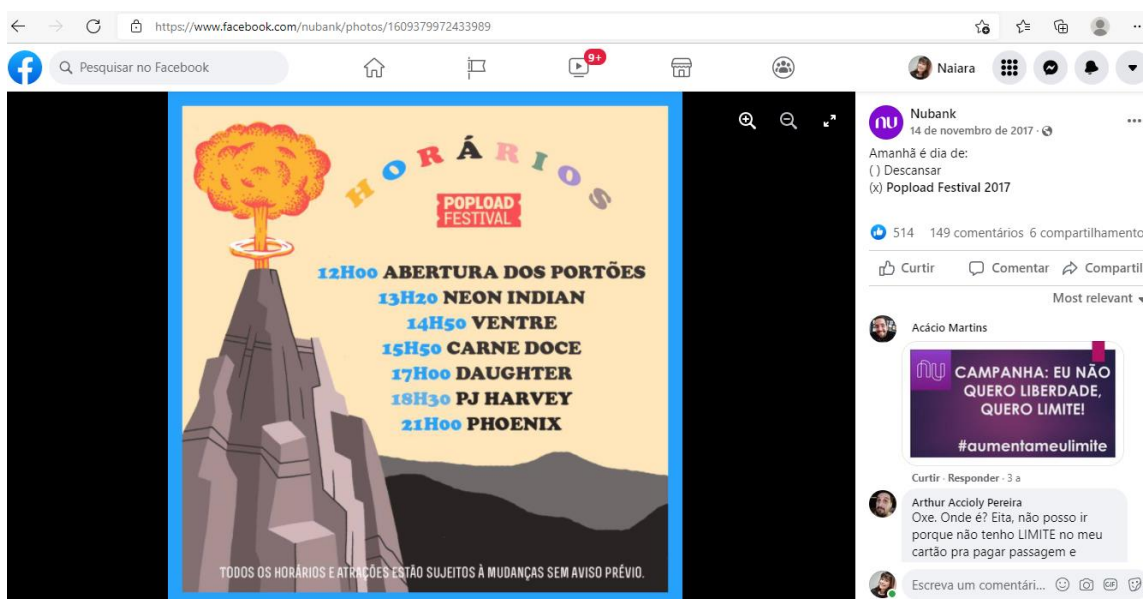 https://www.facebook.com/nubank/photos/1609379972433989
Pesquisar no Facebook
9+
Naiara
HORÁRIOS
POPLOAD
FESTIVAL
12H00 ABERTURA DOS PORTÕES
13H20 NEON INDIAN
14H50 VENTRE
15H50 CARNE DOCE
17H00 DAUGHTER
18H30 PJ HARVEY
21H00 PHOENIX
TODOS OS HORÁRIOS E ATRAÇÕES ESTÃO SUJEITOS À MUDANÇAS SEM AVISO PRÉVIO.
nu
Nubank
14 de novembro de 2017 ·
Amanhã é dia de:
( ) Descansar
(x) Popload Festival 2017
514 149 comentários 6 compartilhamento
Curtir Comentar Compartil
Most relevant
Acácio Martins
nu
CAMPANHA: EU NÃO
QUERO LIBERDADE,
QUERO LIMITE!
#aumentameulimite
Curtir · Responder · 3 a
Arthur Accioly Pereira
Oxe. Onde é? Eita, não posso ir
porque não tenho LIMITE no meu
cartão pra pagar passagem e
Escreva um comentári... GIF